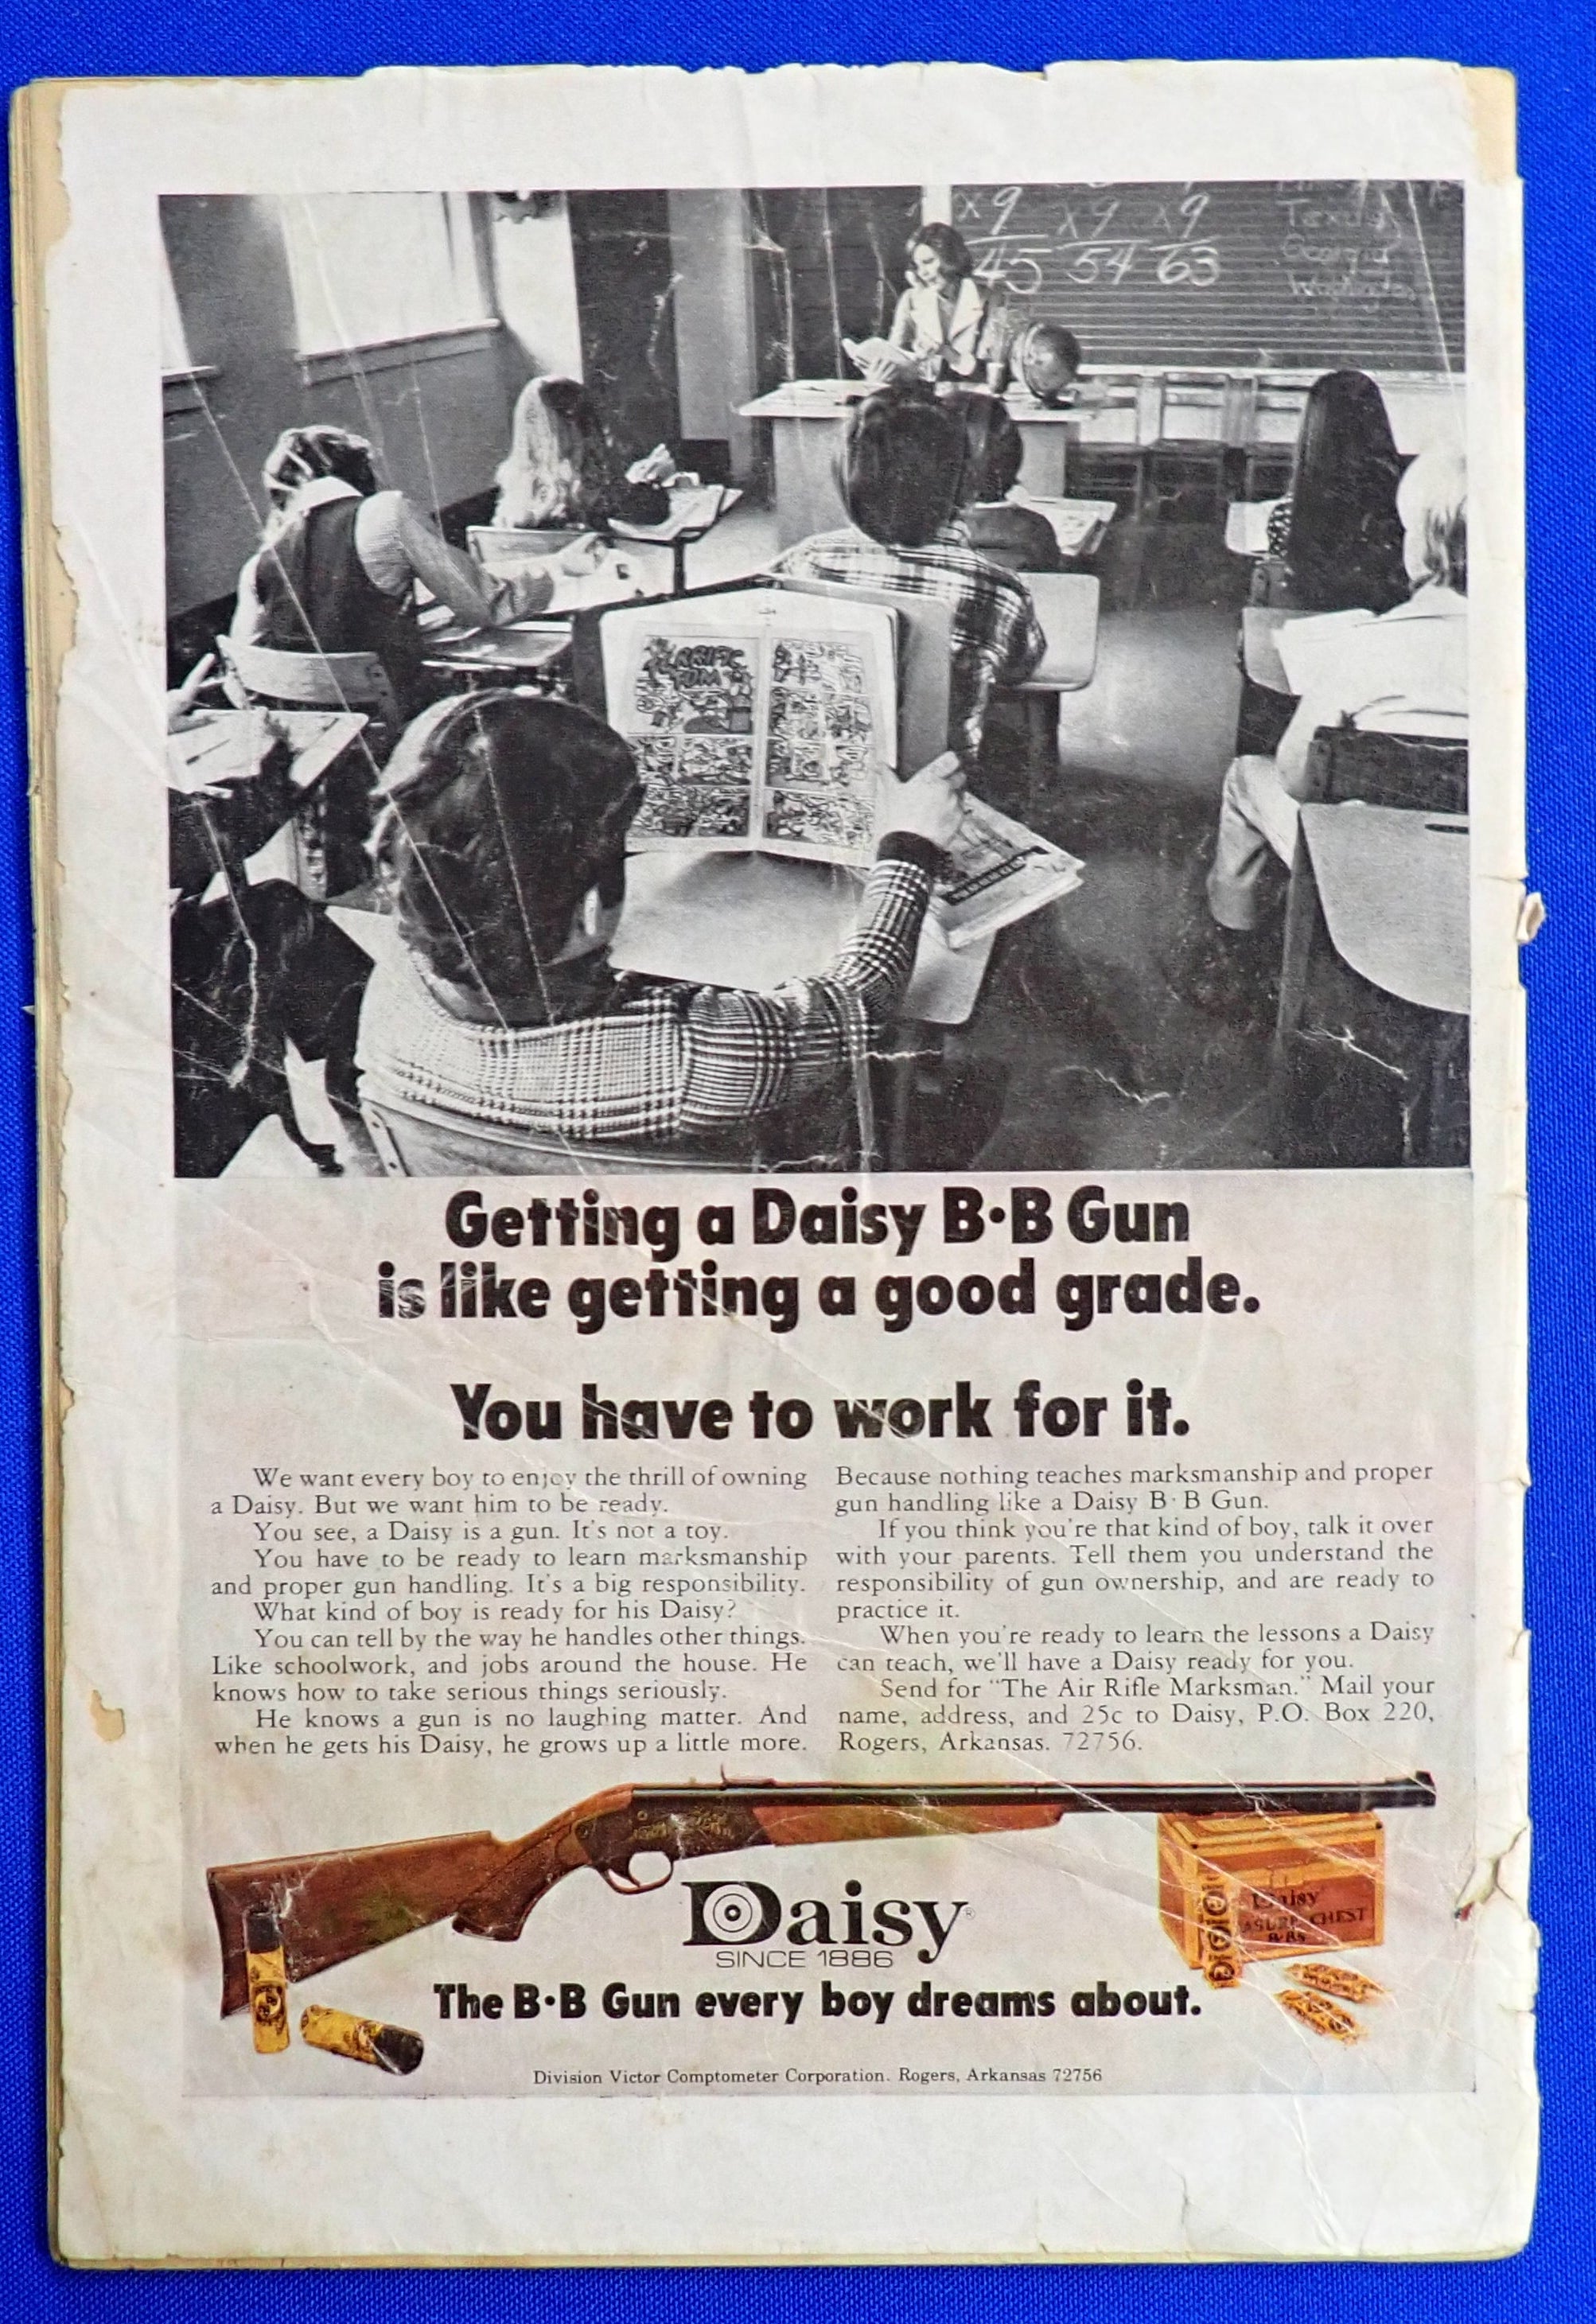 x9 x9 x9
45 54 63
Texas
Georgia
Washington
Getting a Daisy B·B Gun
is like getting a good grade.
You have to work for it.
We want every boy to enjoy the thrill of owning
a Daisy. But we want him to be ready.
You see, a Daisy is a gun. It's not a toy.
You have to be ready to learn marksmanship
and proper gun handling. It's a big responsibility.
What kind of boy is ready for his Daisy?
You can tell by the way he handles other things.
Like schoolwork, and jobs around the house. He
knows how to take serious things seriously.
He knows a gun is no laughing matter. And
when he gets his Daisy, he grows up a little more.
Because nothing teaches marksmanship and proper
gun handling like a Daisy B·B Gun.
If you think you're that kind of boy, talk it over
with your parents. Tell them you understand the
responsibility of gun ownership, and are ready to
practice it.
When you're ready to learn the lessons a Daisy
can teach, we'll have a Daisy ready for you.
Send for "The Air Rifle Marksman." Mail your
name, address, and 25c to Daisy, P.O. Box 220,
Rogers, Arkansas. 72756.
Daisy
CHEST
B·Bs
Daisy®
SINCE 1886
The B·B Gun every boy dreams about.
Division Victor Comptometer Corporation. Rogers, Arkansas 72756